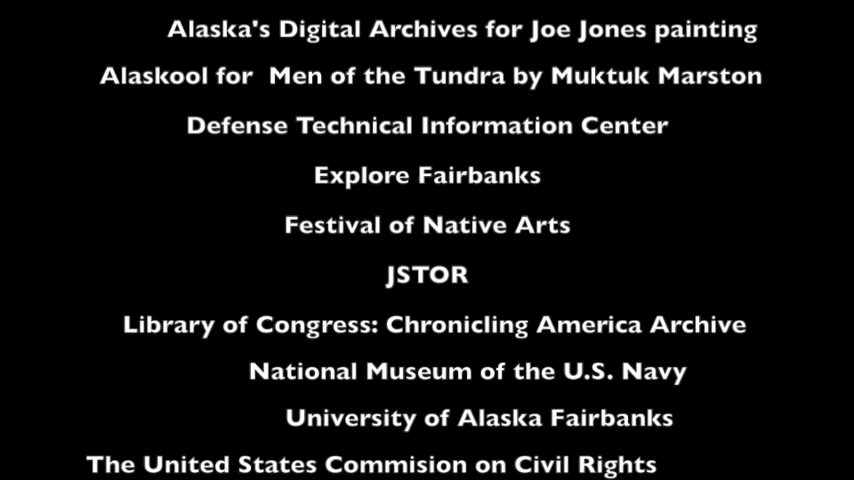 Alaska's Digital Archives for Joe Jones painting
Alaskool for  Men of the Tundra by Muktuk Marston
Defense Technical Information Center
Explore Fairbanks
Festival of Native Arts
JSTOR
Library of Congress: Chronicling America Archive
National Museum of the U.S. Navy
University of Alaska Fairbanks
The United States Commision on Civil Rights